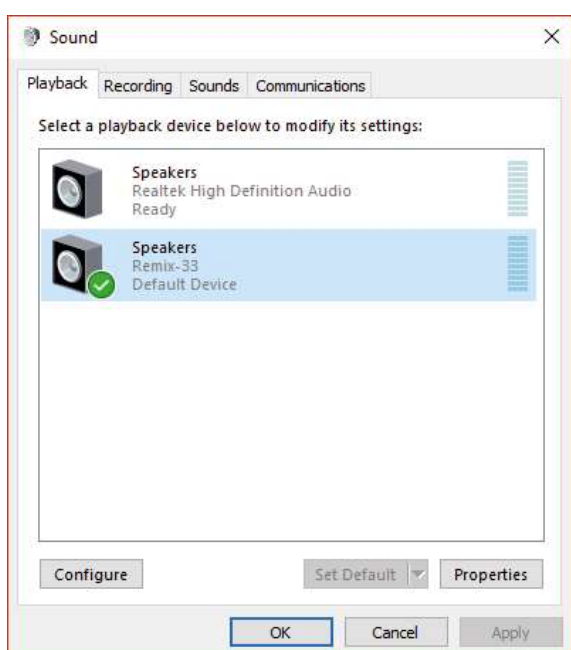 Sound
Playback Recording Sounds Communications
Select a playback device below to modify its settings:
Speakers
Realtek High Definition Audio
Ready
Speakers
Remix-33
Default Device
Configure Set Default Properties
OK Cancel Apply